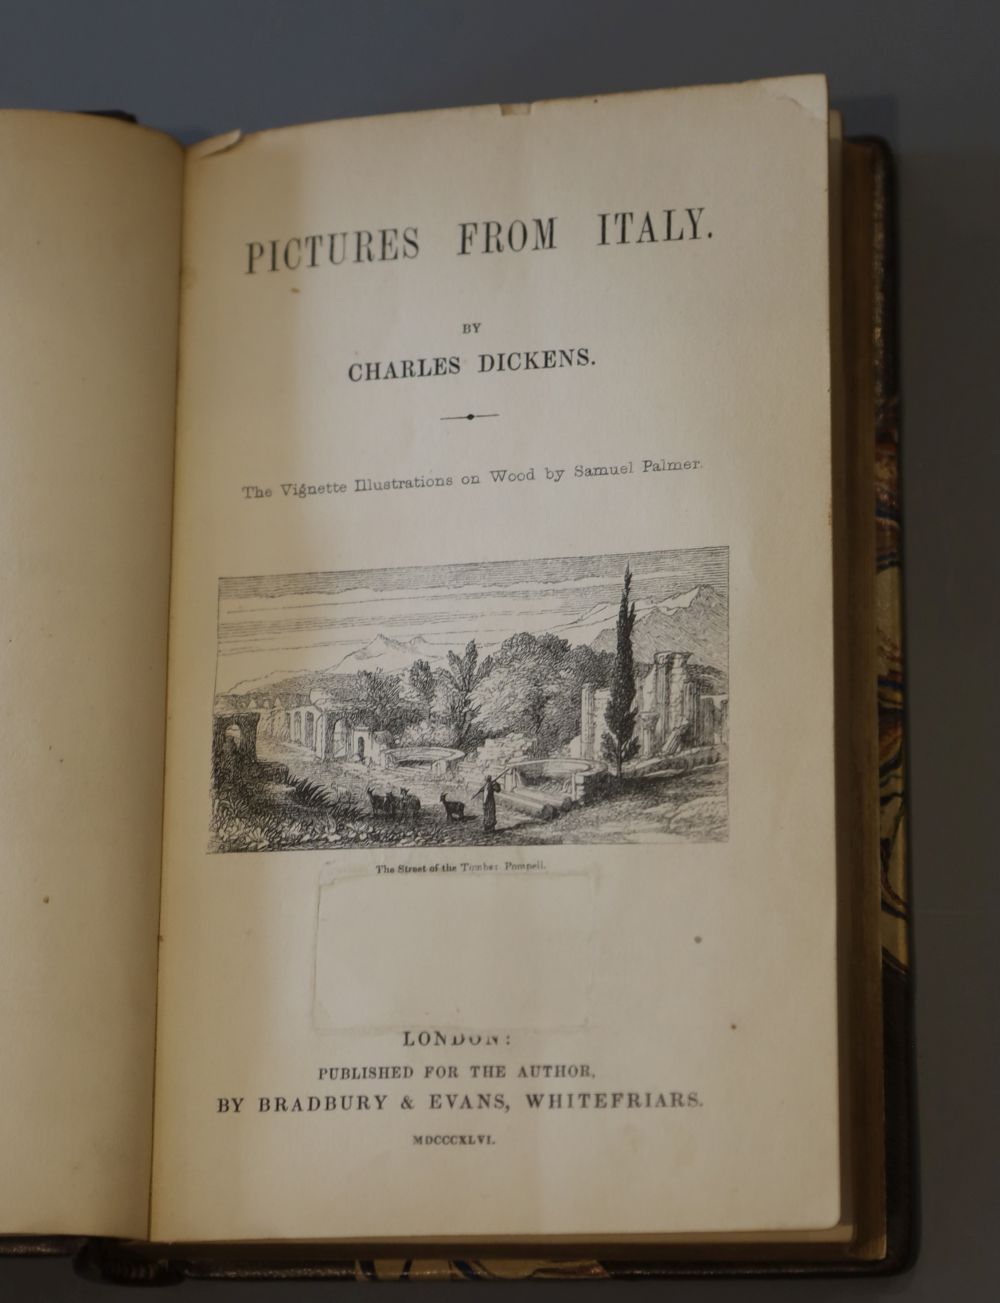 PICTURES FROM ITALY.
BY
CHARLES DICKENS.
The Vignette Illustrations on Wood by Samuel Palmer.
The Street of the Tombs: Pompeii.
LONDON:
PUBLISHED FOR THE AUTHOR,
BY BRADBURY & EVANS, WHITEFRIARS.
MDCCCXLVI.